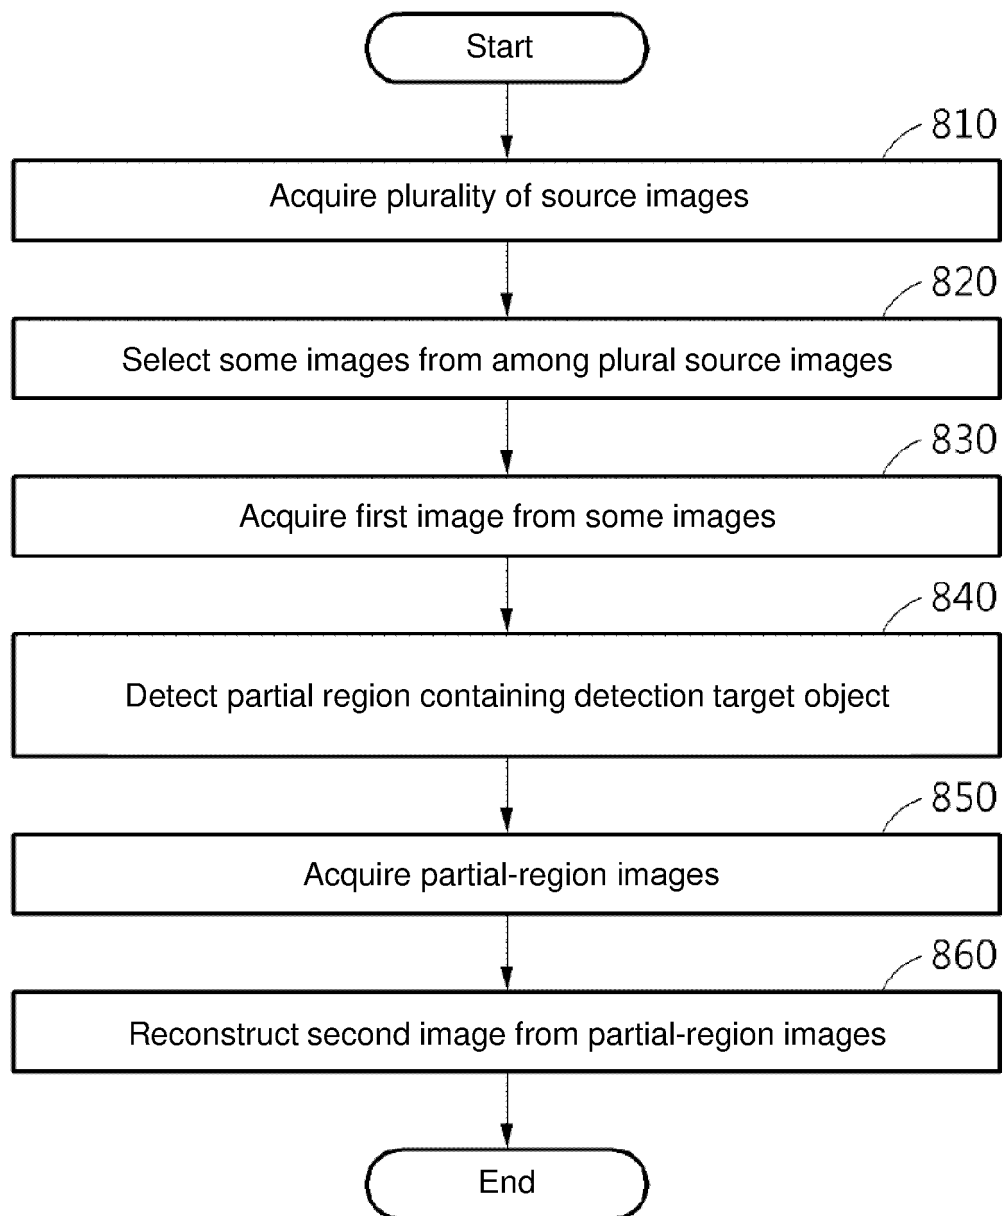 Start
810
Acquire plurality of source images
820
Select some images from among plural source images
830
Acquire first image from some images
840
Detect partial region containing detection target object
850
Acquire partial-region images
860
Reconstruct second image from partial-region images
End